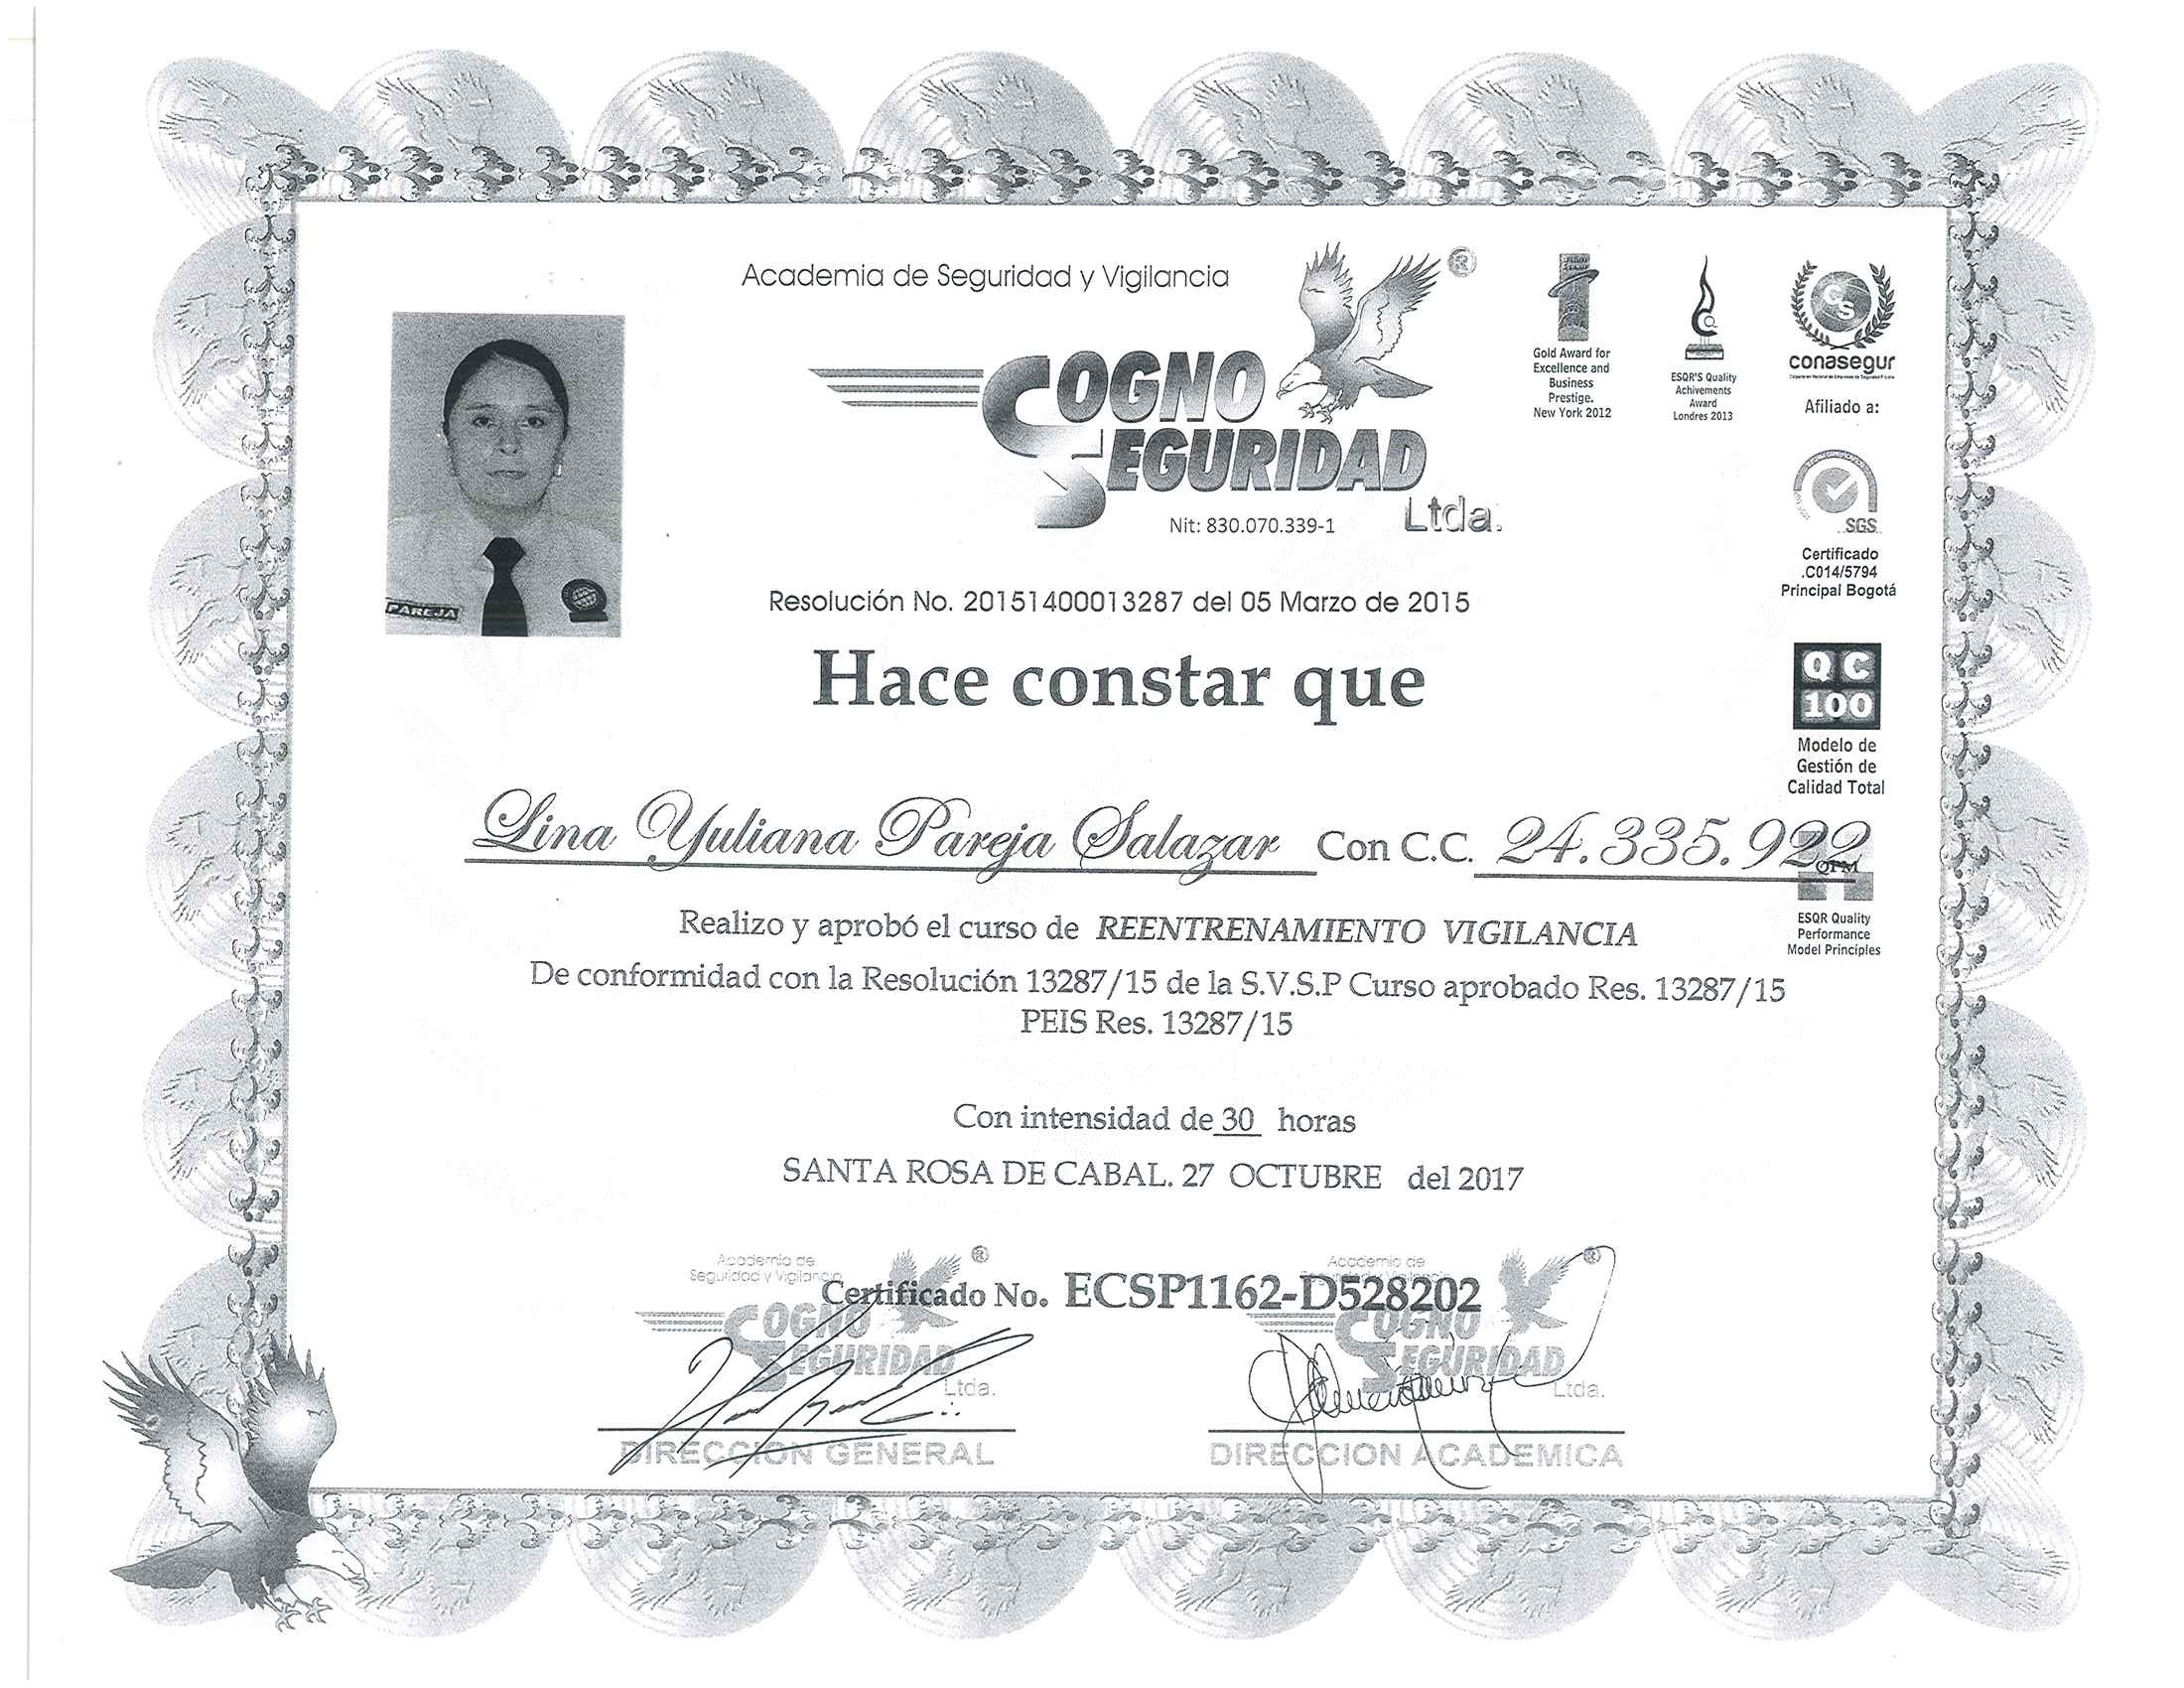 Academia de Seguridad y Vigilancia
COGNO
SEGURIDAD
Ltda.
Nit: 830.070.339-1
®
Gold Award for
Excellence and
Business
Prestige.
New York 2012
ESQR'S Quality
Achivements
Award
Londres 2013
CS
conasegur
Afiliado a:
SGS
Certificado
.C014/5794
Principal Bogotá
PAREJA
Resolución No. 20151400013287 del 05 Marzo de 2015
Hace constar que
QC
100
Modelo de
Gestión de
Calidad Total
Lina Yuliana Pareja Salazar Con C.C. 24.335.922
QPM
ESQR Quality
Performance
Model Principles
Realizo y aprobó el curso de REENTRENAMIENTO VIGILANCIA
De conformidad con la Resolución 13287/15 de la S.V.S.P Curso aprobado Res. 13287/15
PEIS Res. 13287/15
Con intensidad de 30 horas
SANTA ROSA DE CABAL. 27 OCTUBRE del 2017
Academia de
Seguridad y Vigilancia
®
Academia de
®
Certificado No. ECSP1162-D528202
COGNO
SEGURIDAD
Ltda.
COGNO
SEGURIDAD
Ltda.
DIRECCION GENERAL
DIRECCION ACADEMICA